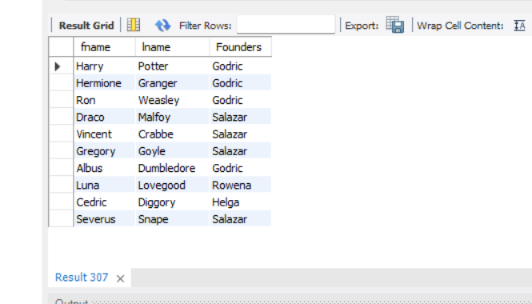 Result Grid Filter Rows: Export: Wrap Cell Content:
fname lname Founders
Harry Potter Godric
Hermione Granger Godric
Ron Weasley Godric
Draco Malfoy Salazar
Vincent Crabbe Salazar
Gregory Goyle Salazar
Albus Dumbledore Godric
Luna Lovegood Rowena
Cedric Diggory Helga
Severus Snape Salazar
Result 307
Output